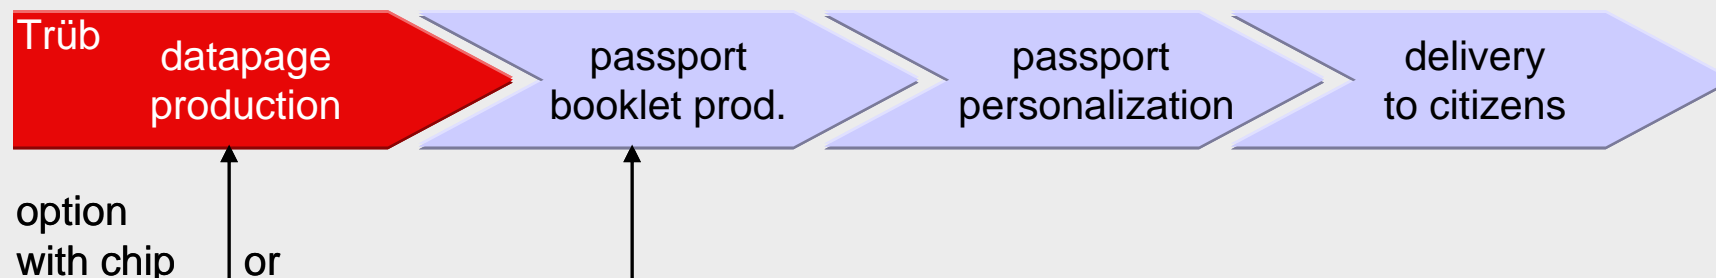 Trüb
datapage
production
passport
booklet prod.
passport
personalization
delivery
to citizens
option
with chip
or